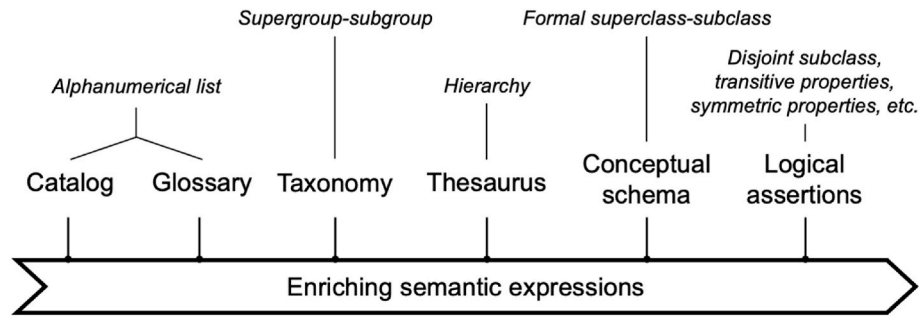 Supergroup-subgroup
Formal superclass-subclass
Disjoint subclass,
transitive properties,
symmetric properties, etc.
Alphanumerical list
Hierarchy
Catalog
Glossary
Taxonomy
Thesaurus
Conceptual
schema
Logical
assertions
Enriching semantic expressions